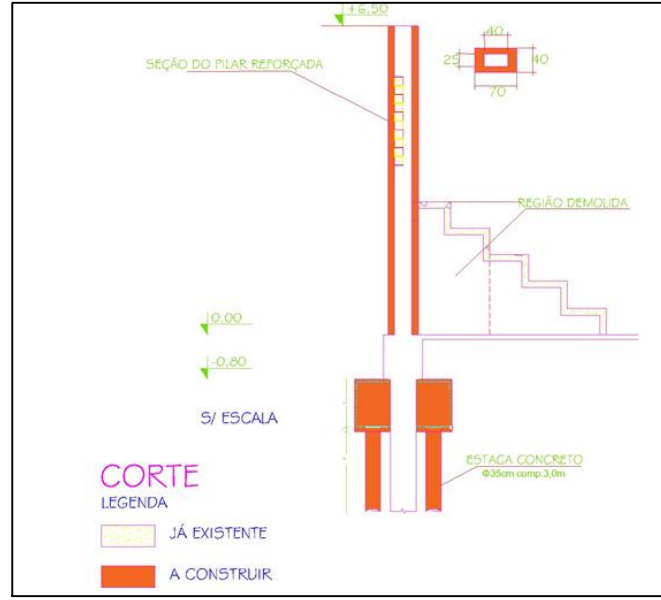 +6,50
40
SEÇÃO DO PILAR REFORÇADA
25
40
70
REGIÃO DEMOLIDA
0,00
-0,80
S/ ESCALA
ESTACA CONCRETO
Φ35cm comp.3,0m
CORTE
LEGENDA
JÁ EXISTENTE
A CONSTRUIR